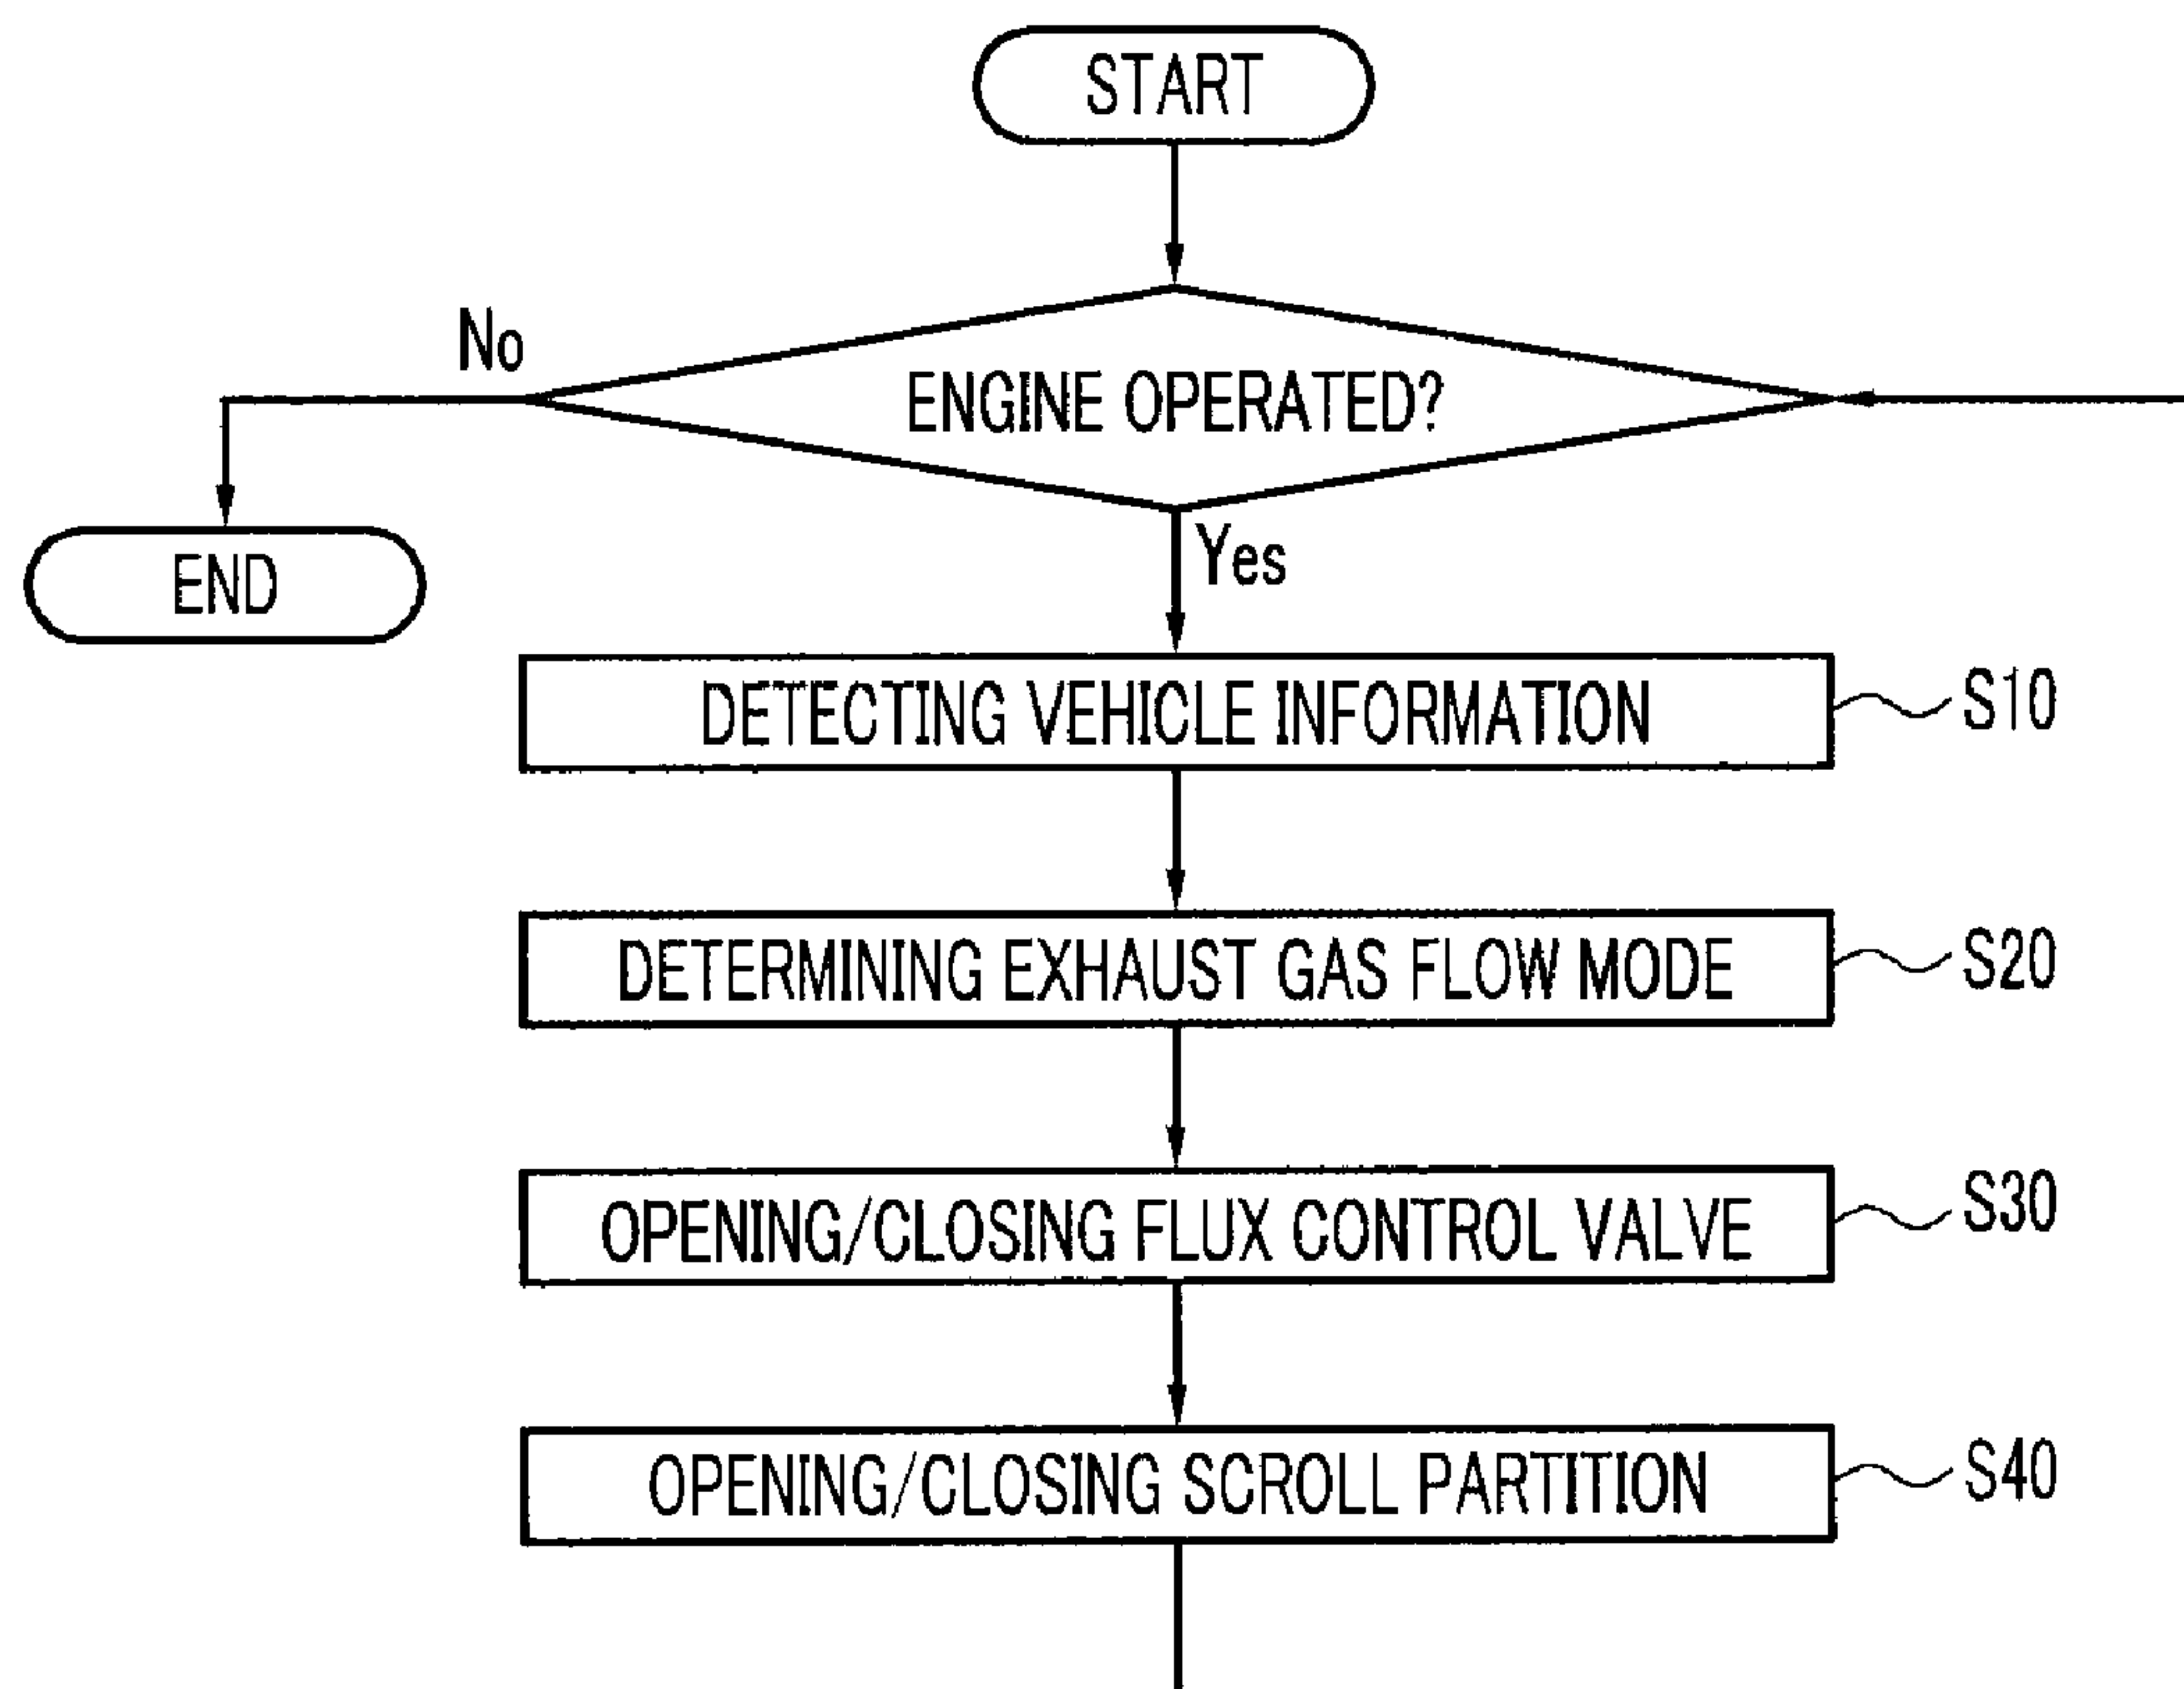 START
No
ENGINE OPERATED?
Yes
END
DETECTING VEHICLE INFORMATION
S10
DETERMINING EXHAUST GAS FLOW MODE
S20
OPENING/CLOSING FLUX CONTROL VALVE
S30
OPENING/CLOSING SCROLL PARTITION
S40